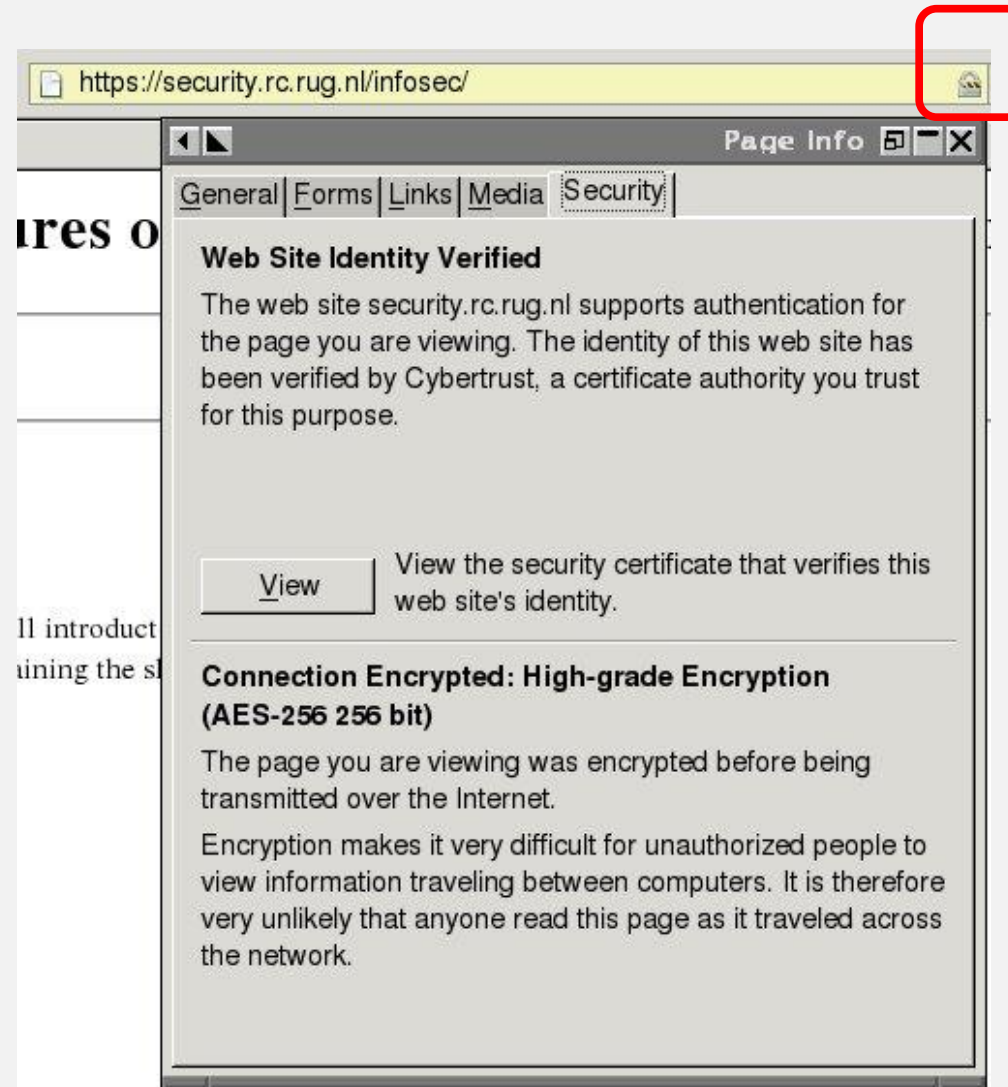 https://security.rc.rug.nl/infosec/
Page Info
General Forms Links Media Security
ures o
Web Site Identity Verified
The web site security.rc.rug.nl supports authentication for
the page you are viewing. The identity of this web site has
been verified by Cybertrust, a certificate authority you trust
for this purpose.
View
View the security certificate that verifies this
web site's identity.
ll introduct
ining the sl
Connection Encrypted: High-grade Encryption
(AES-256 256 bit)
The page you are viewing was encrypted before being
transmitted over the Internet.
Encryption makes it very difficult for unauthorized people to
view information traveling between computers. It is therefore
very unlikely that anyone read this page as it traveled across
the network.